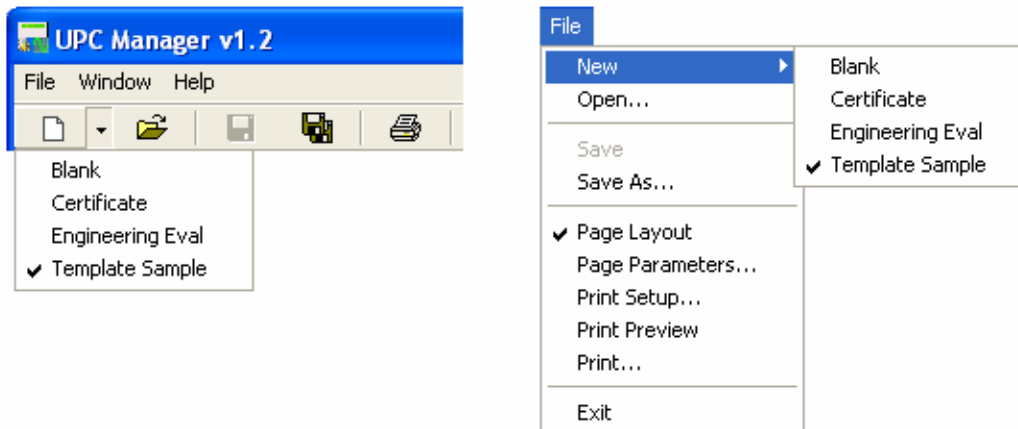 UPC Manager v1.2
File Window Help
Blank
Certificate
Engineering Eval
Template Sample
File
New
Open...
Save
Save As...
Page Layout
Page Parameters...
Print Setup...
Print Preview
Print...
Exit
Blank
Certificate
Engineering Eval
Template Sample